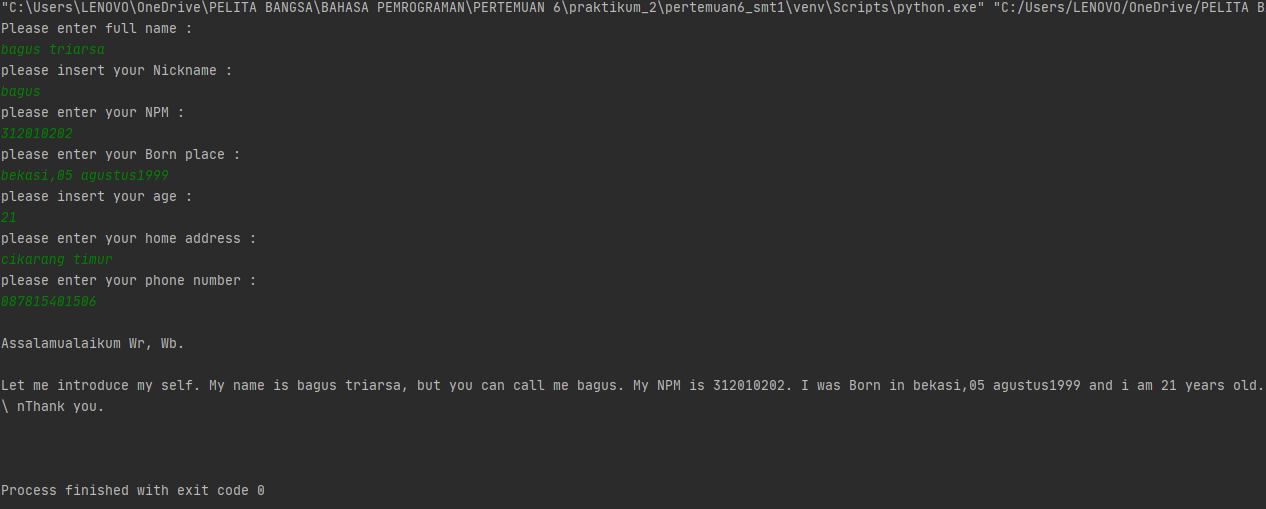 "C:\Users\LENOVO\OneDrive\PELITA BANGSA\BAHASA PEMROGRAMAN\PERTEMUAN 6\praktikum_2\pertemuan6_smt1\venv\Scripts\python.exe" "C:/Users/LENOVO/OneDrive/PELITA B
Please enter full name :
bagus triarsa
please insert your Nickname :
bagus
please enter your NPM :
312010202
please enter your Born place :
bekasi,05 agustus1999
please insert your age :
21
please enter your home address :
cikarang timur
please enter your phone number :
087815401506
Assalamualaikum Wr, Wb.
Let me introduce my self. My name is bagus triarsa, but you can call me bagus. My NPM is 312010202. I was Born in bekasi,05 agustus1999 and i am 21 years old.
\ nThank you.
Process finished with exit code 0